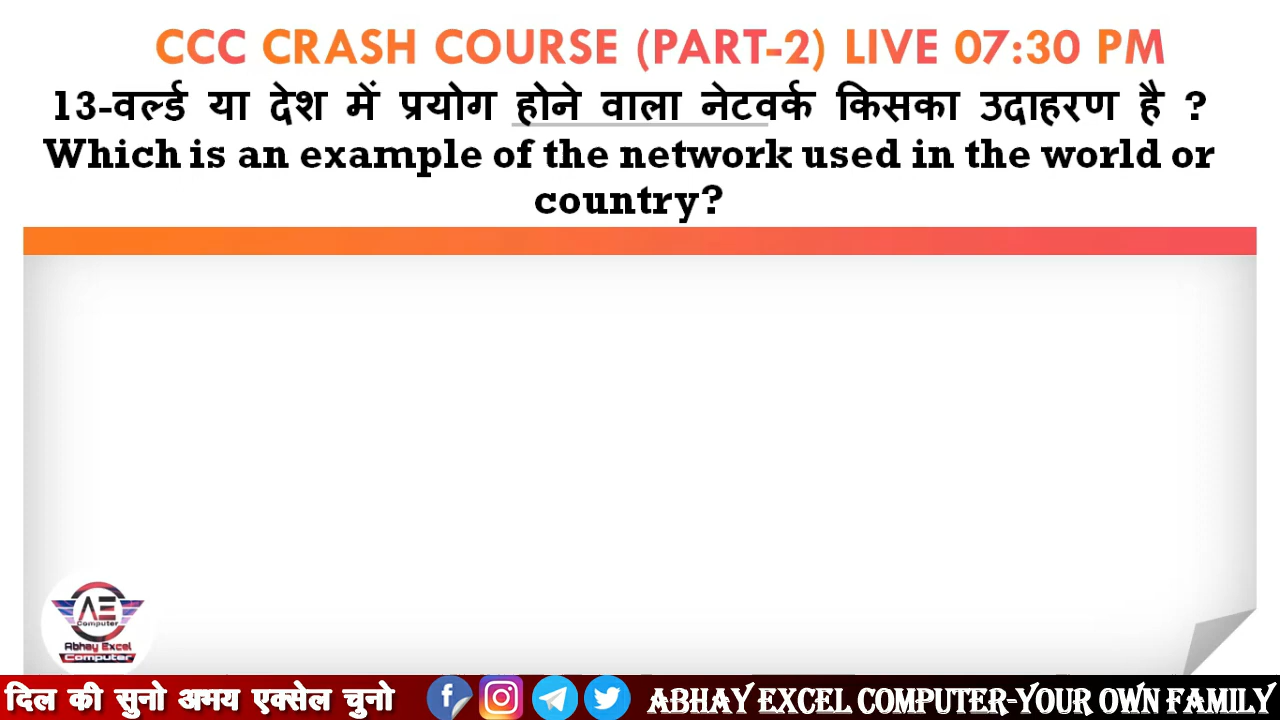 CCC CRASH COURSE (PART-2) LIVE 07:30 PM
13-वर्ल्ड या देश में प्रयोग होने वाला नेटवर्क किसका उदाहरण है ?
Which is an example of the network used in the world or
country?
AE
Computer
Abhay Excel
Computer
दिल की सुनो अभय एक्सेल चुनो
ABHAY EXCEL COMPUTER-YOUR OWN FAMILY